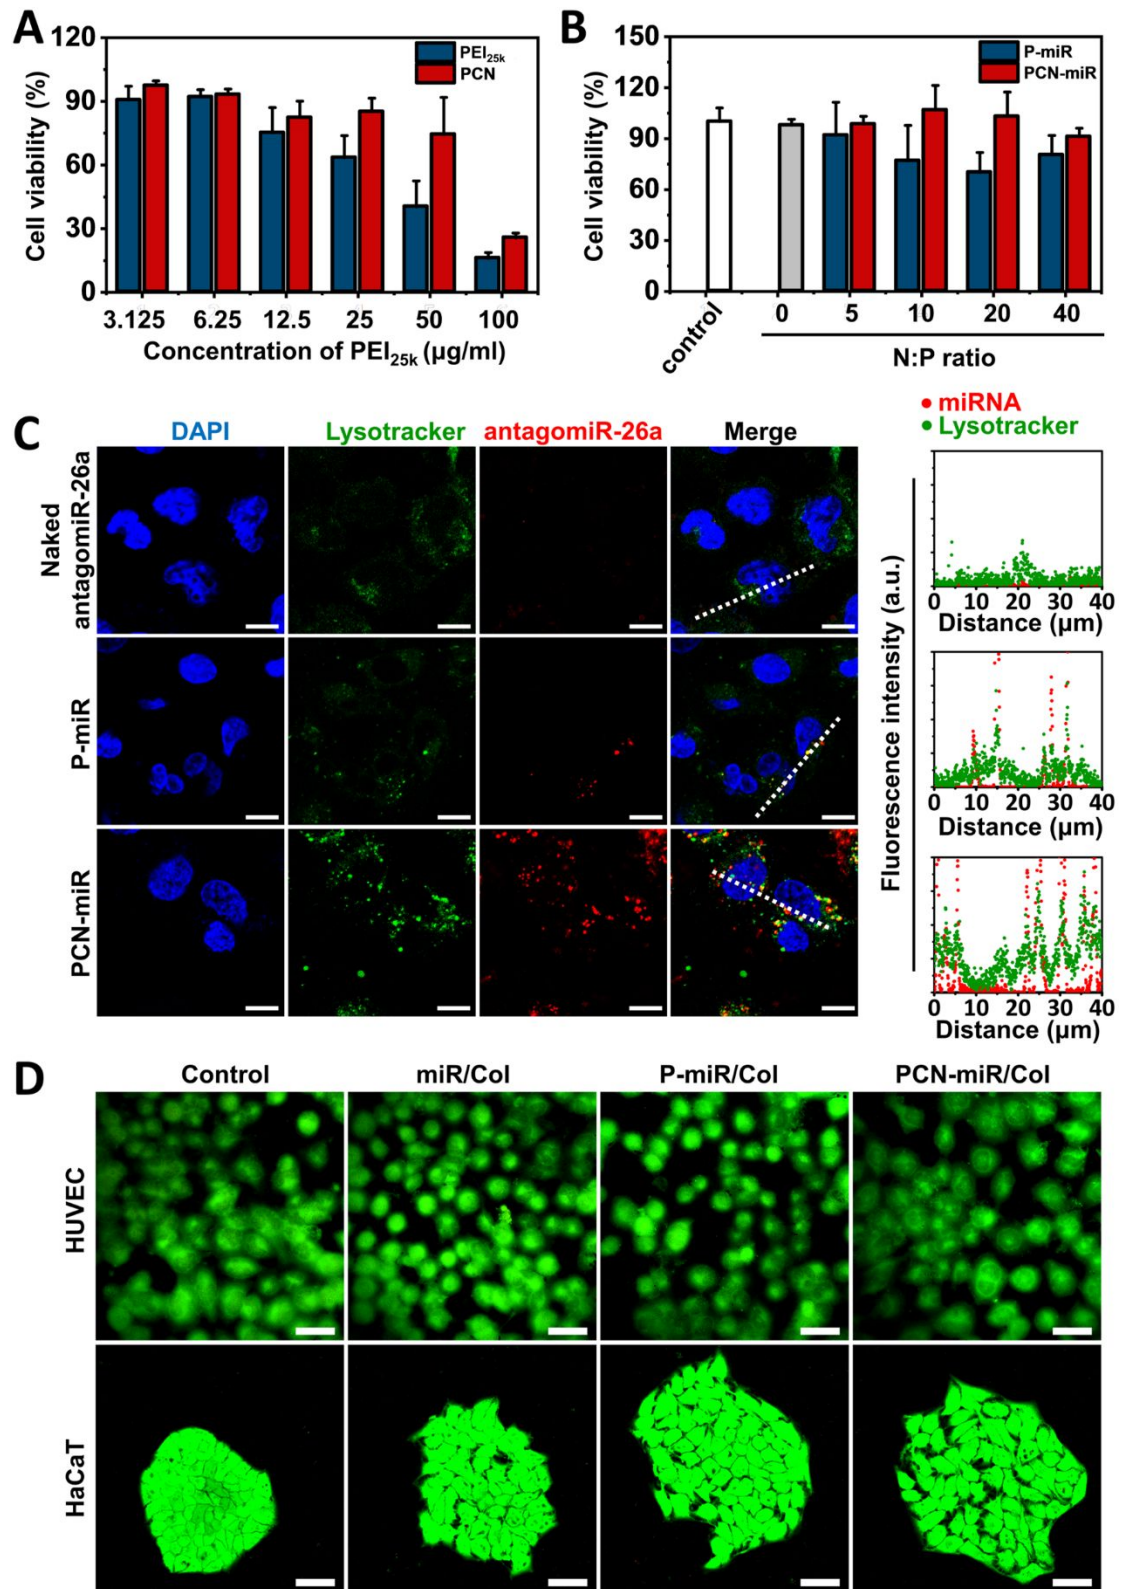 A
120
90
60
30
0
Cell viability (%)
PEI25k
PCN
3.125 6.25 12.5 25 50 100
Concentration of PEI25k (µg/ml)
B
150
120
90
60
30
0
Cell viability (%)
P-miR
PCN-miR
control 0 5 10 20 40
N:P ratio
C
DAPI Lysotracker antagomiR-26a Merge
miRNA
Lysotracker
Naked
antagomiR-26a
P-miR
PCN-miR
Fluorescence intensity (a.u.)
0 10 20 30 40
Distance (µm)
0 10 20 30 40
Distance (µm)
0 10 20 30 40
Distance (µm)
D
Control miR/Col P-miR/Col PCN-miR/Col
HUVEC
HaCaT